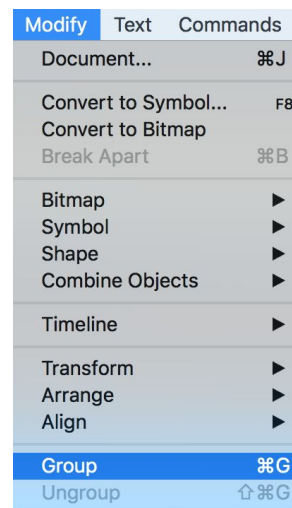 Modify Text Commands
Document... ⌘J
Convert to Symbol... F8
Convert to Bitmap
Break Apart ⌘B
Bitmap ▶
Symbol ▶
Shape ▶
Combine Objects ▶
Timeline ▶
Transform ▶
Arrange ▶
Align ▶
Group ⌘G
Ungroup ⇧⌘G